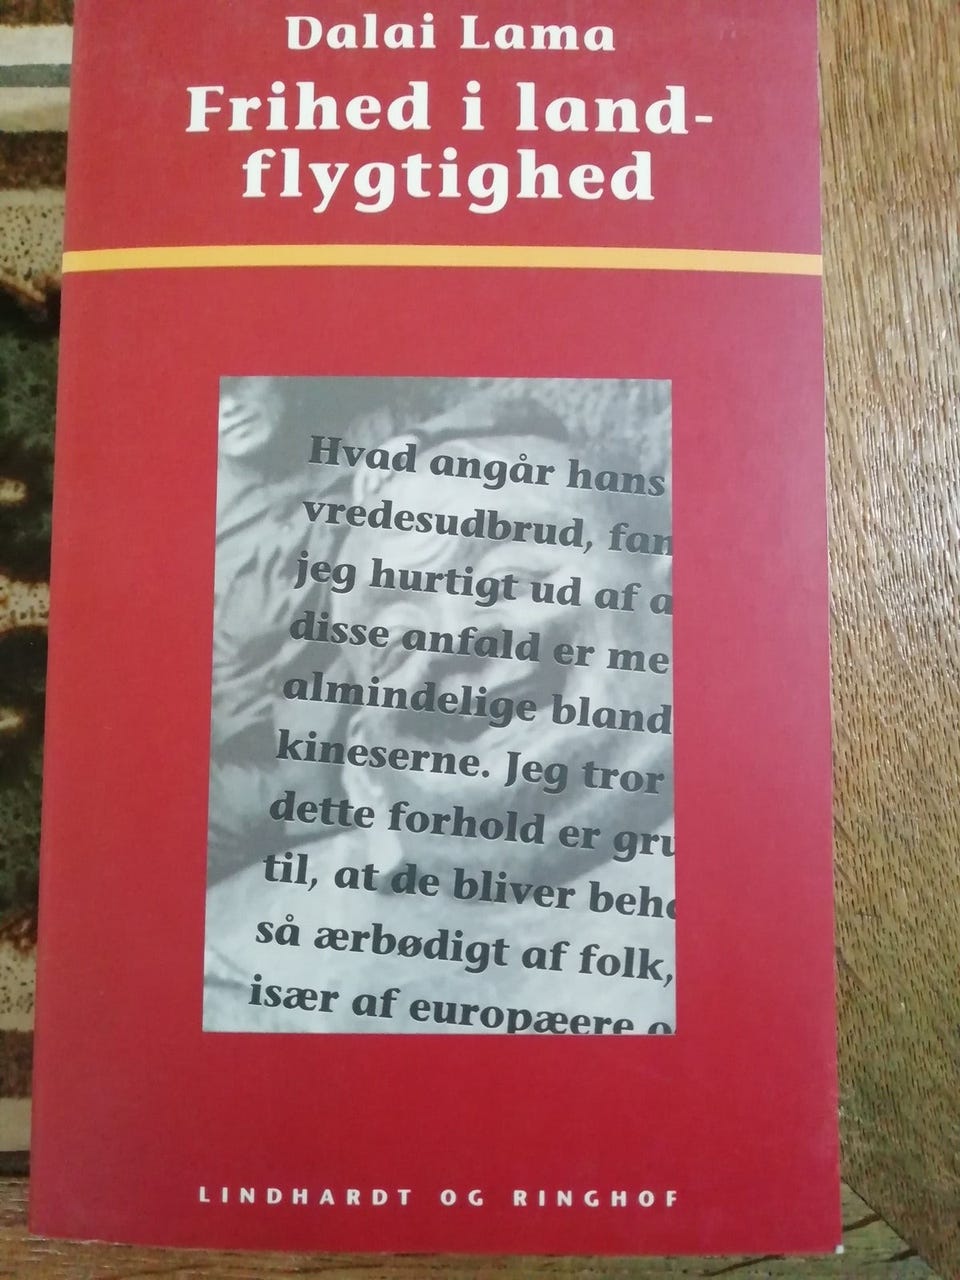 Dalai Lama
Frihed i land-
flygtighed
Hvad angår hans
vredesudbrud, fan
jeg hurtigt ud af a
disse anfald er me
almindelige bland
kineserne. Jeg tror
dette forhold er gru
til, at de bliver beha
så ærbødigt af folk,
især af europæere o
LINDHARDT OG RINGHOF